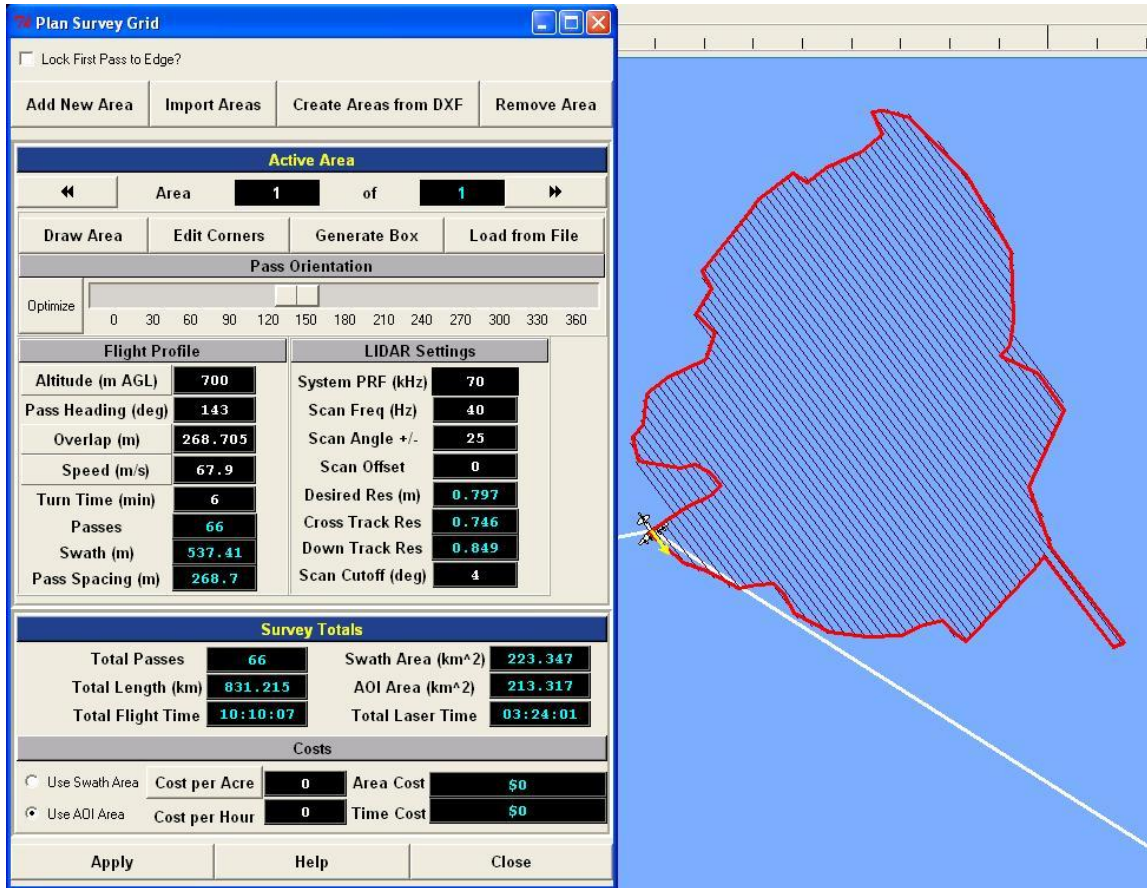 Plan Survey Grid
Lock First Pass to Edge?
Add New Area Import Areas Create Areas from DXF Remove Area
Active Area
Area 1 of 1
Draw Area Edit Corners Generate Box Load from File
Pass Orientation
Optimize
0 30 60 90 120 150 180 210 240 270 300 330 360
Flight Profile LIDAR Settings
Altitude (m AGL) 700 System PRF (kHz) 70
Pass Heading (deg) 143 Scan Freq (Hz) 40
Overlap (m) 268.705 Scan Angle +/- 25
Speed (m/s) 67.9 Scan Offset 0
Turn Time (min) 6 Desired Res (m) 0.797
Passes 66 Cross Track Res 0.746
Swath (m) 537.41 Down Track Res 0.849
Pass Spacing (m) 268.7 Scan Cutoff (deg) 4
Survey Totals
Total Passes 66 Swath Area (km^2) 223.347
Total Length (km) 831.215 AOI Area (km^2) 213.317
Total Flight Time 10:10:07 Total Laser Time 03:24:01
Costs
Use Swath Area Cost per Acre 0 Area Cost $0
Use AOI Area Cost per Hour 0 Time Cost $0
Apply Help Close